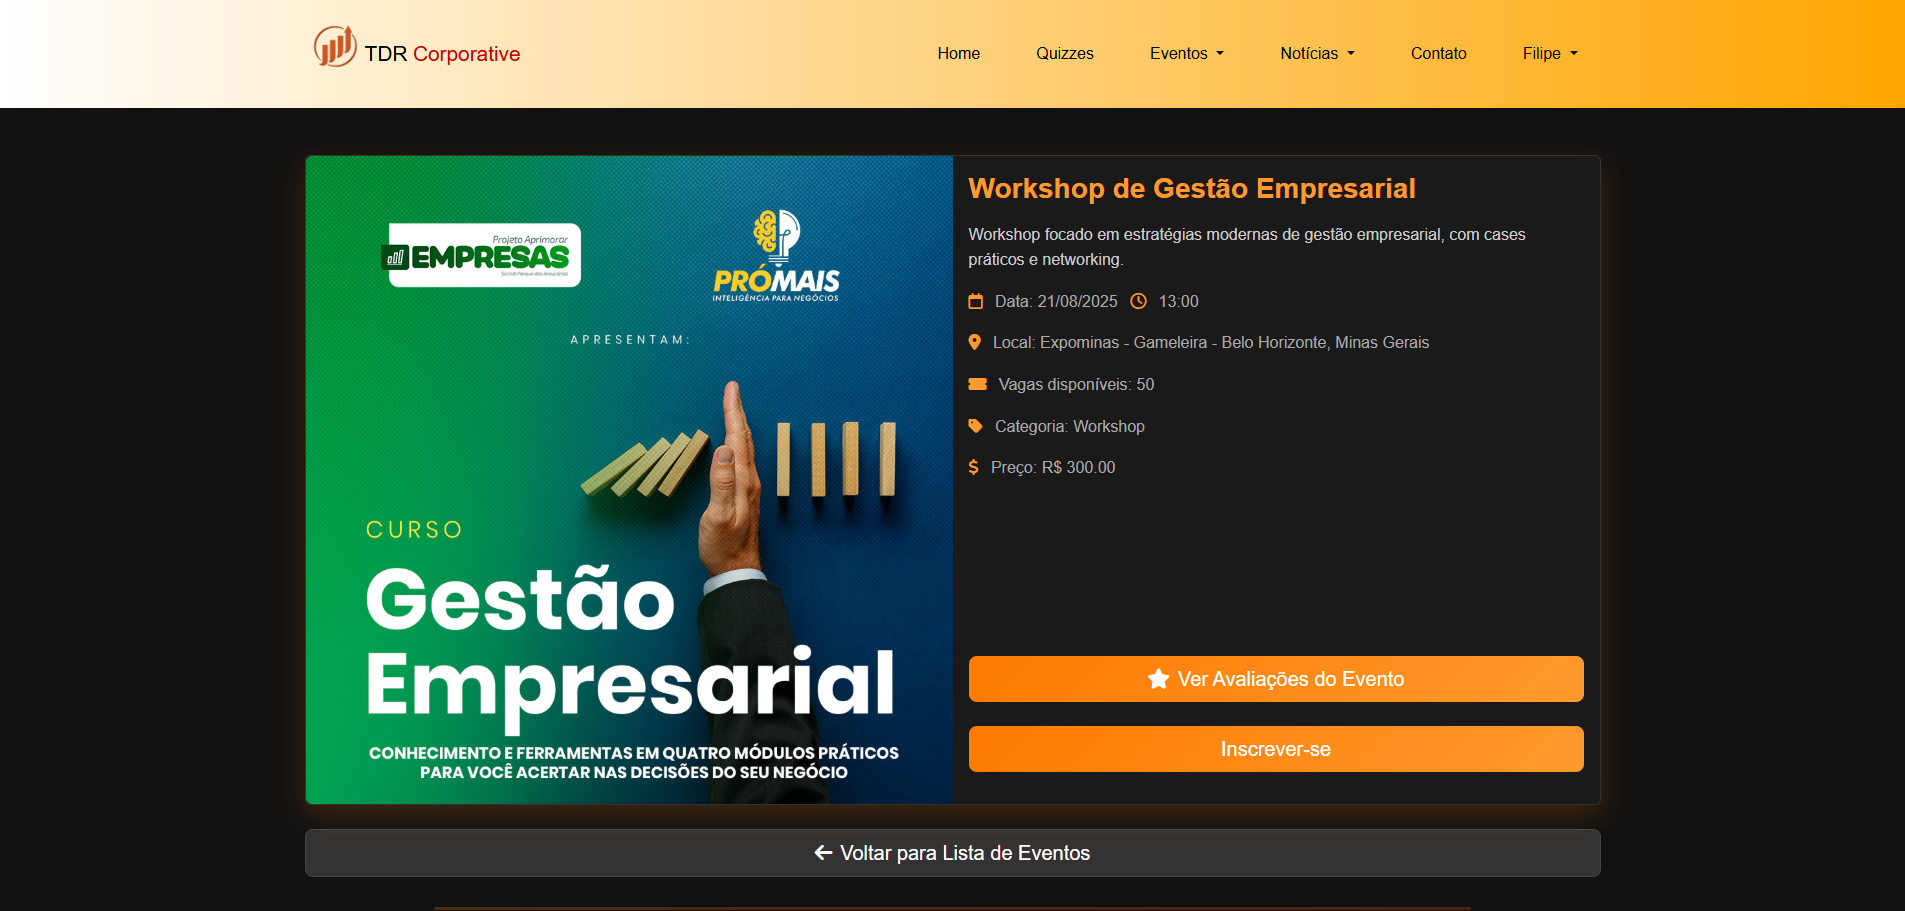 TDR Corporative
Home
Quizzes
Eventos
Notícias
Contato
Filipe
Projeto Aprimorar
EMPRESAS
Senfidi Parque das Araucárias
PRÓMAIS
INTELIGÊNCIA PARA NEGÓCIOS
APRESENTAM:
CURSO
Gestão
Empresarial
CONHECIMENTO E FERRAMENTAS EM QUATRO MÓDULOS PRÁTICOS
PARA VOCÊ ACERTAR NAS DECISÕES DO SEU NEGÓCIO
Workshop de Gestão Empresarial
Workshop focado em estratégias modernas de gestão empresarial, com cases
práticos e networking.
Data: 21/08/2025 13:00
Local: Expominas - Gameleira - Belo Horizonte, Minas Gerais
Vagas disponíveis: 50
Categoria: Workshop
Preço: R$ 300.00
Ver Avaliações do Evento
Inscrever-se
Voltar para Lista de Eventos